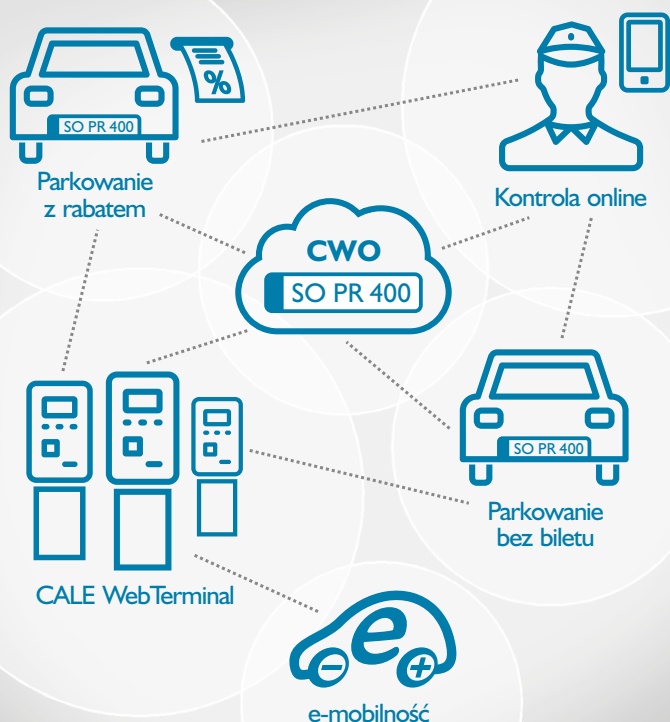 %
SO PR 400
Parkowanie
z rabatem
Kontrola online
CWO
SO PR 400
SO PR 400
Parkowanie
bez biletu
CALE WebTerminal
e
e-mobilność